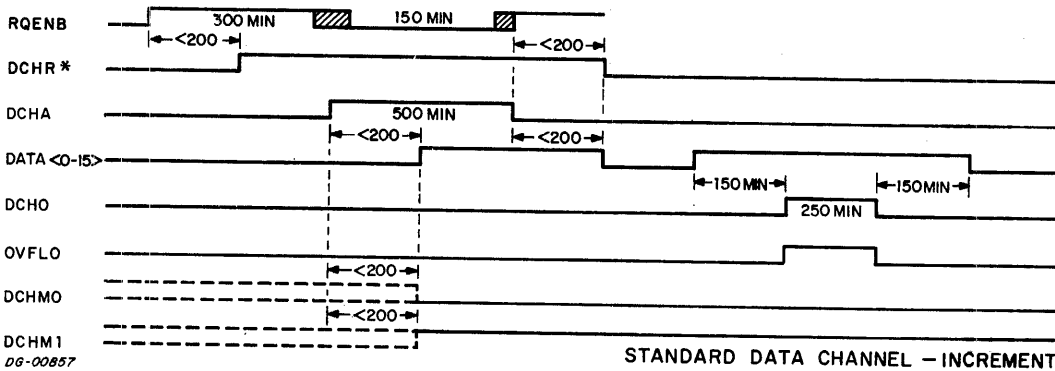 RQENB
300 MIN
150 MIN
<200
<200
DCHR *
DCHA
500 MIN
<200
<200
DATA <0-15>
150 MIN
150 MIN
DCHO
250 MIN
OVFLO
<200
DCHMO
<200
DCHM1
DG-00857
STANDARD DATA CHANNEL – INCREMENT